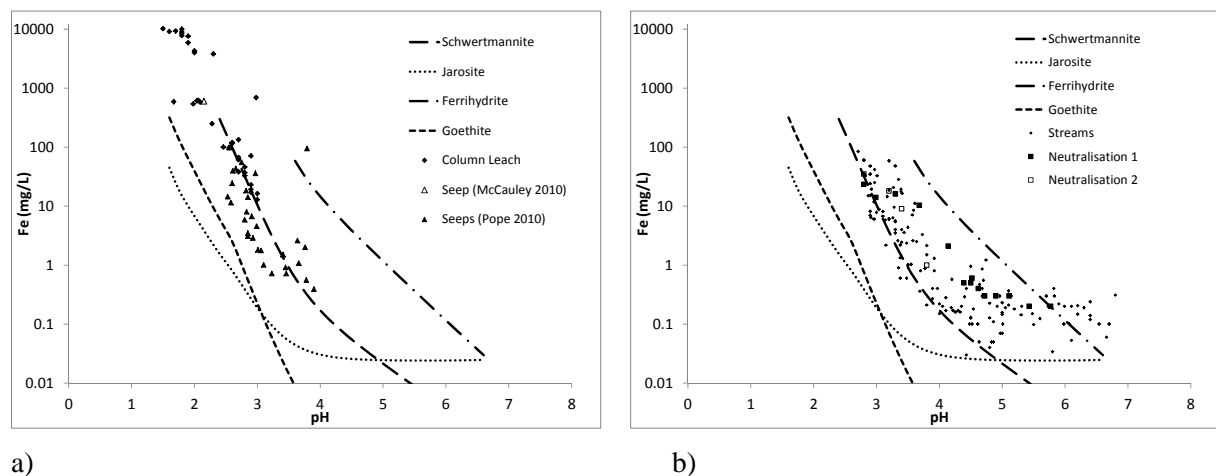 10000
1000
100
10
1
0.1
0.01
Fe (mg/L)
0 1 2 3 4 5 6 7 8
pH
Schwertmannite
Jarosite
Ferrihydrite
Goethite
Column Leach
Seep (McCauley 2010)
Seeps (Pope 2010)
a)
10000
1000
100
10
1
0.1
0.01
Fe (mg/L)
0 1 2 3 4 5 6 7 8
pH
Schwertmannite
Jarosite
Ferrihydrite
Goethite
Streams
Neutralisation 1
Neutralisation 2
b)